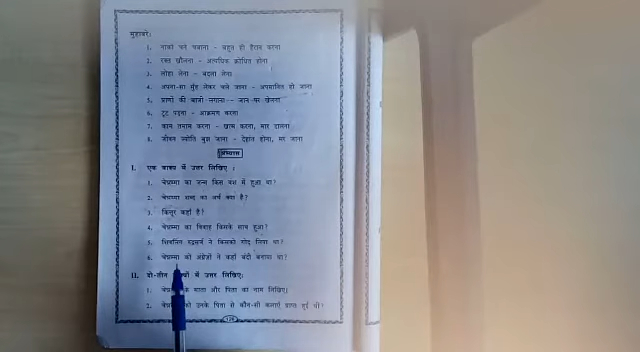 मुहावरे:
1. नाकों चने चबाना - बहुत ही हैरान करना
2. रक्त खौलना - अत्यधिक क्रोधित होना
3. लोहा लेना - बदला लेना
4. अपना-सा मुँह लेकर चले जाना - अपमानित हो जाना
5. प्राणों की बाजी लगाना - जान पर खेलना
6. टूट पड़ना - आक्रमण करना
7. काम तमाम करना - खत्म करना, मार डालना
8. जीवन ज्योति बुझ जाना - देहांत होना, मर जाना
अभ्यास
I. एक वाक्य में उत्तर लिखिए :
1. चेन्नम्मा का जन्म किस वंश में हुआ था?
2. चेन्नम्मा शब्द का अर्थ क्या है?
3. कित्तूर कहाँ है?
4. चेन्नम्मा का विवाह किसके साथ हुआ?
5. शिवलिंग रुद्रसर्ज ने किसको गोद लिया था?
6. चेन्नम्मा को अंग्रेजों ने कहाँ बंदी बनाया था?
II. दो-तीन में उत्तर लिखिए:
1. के माता और पिता का नाम लिखिए।
2. को उनके पिता से कौन-सी कलाएँ प्राप्त हुई थीं?